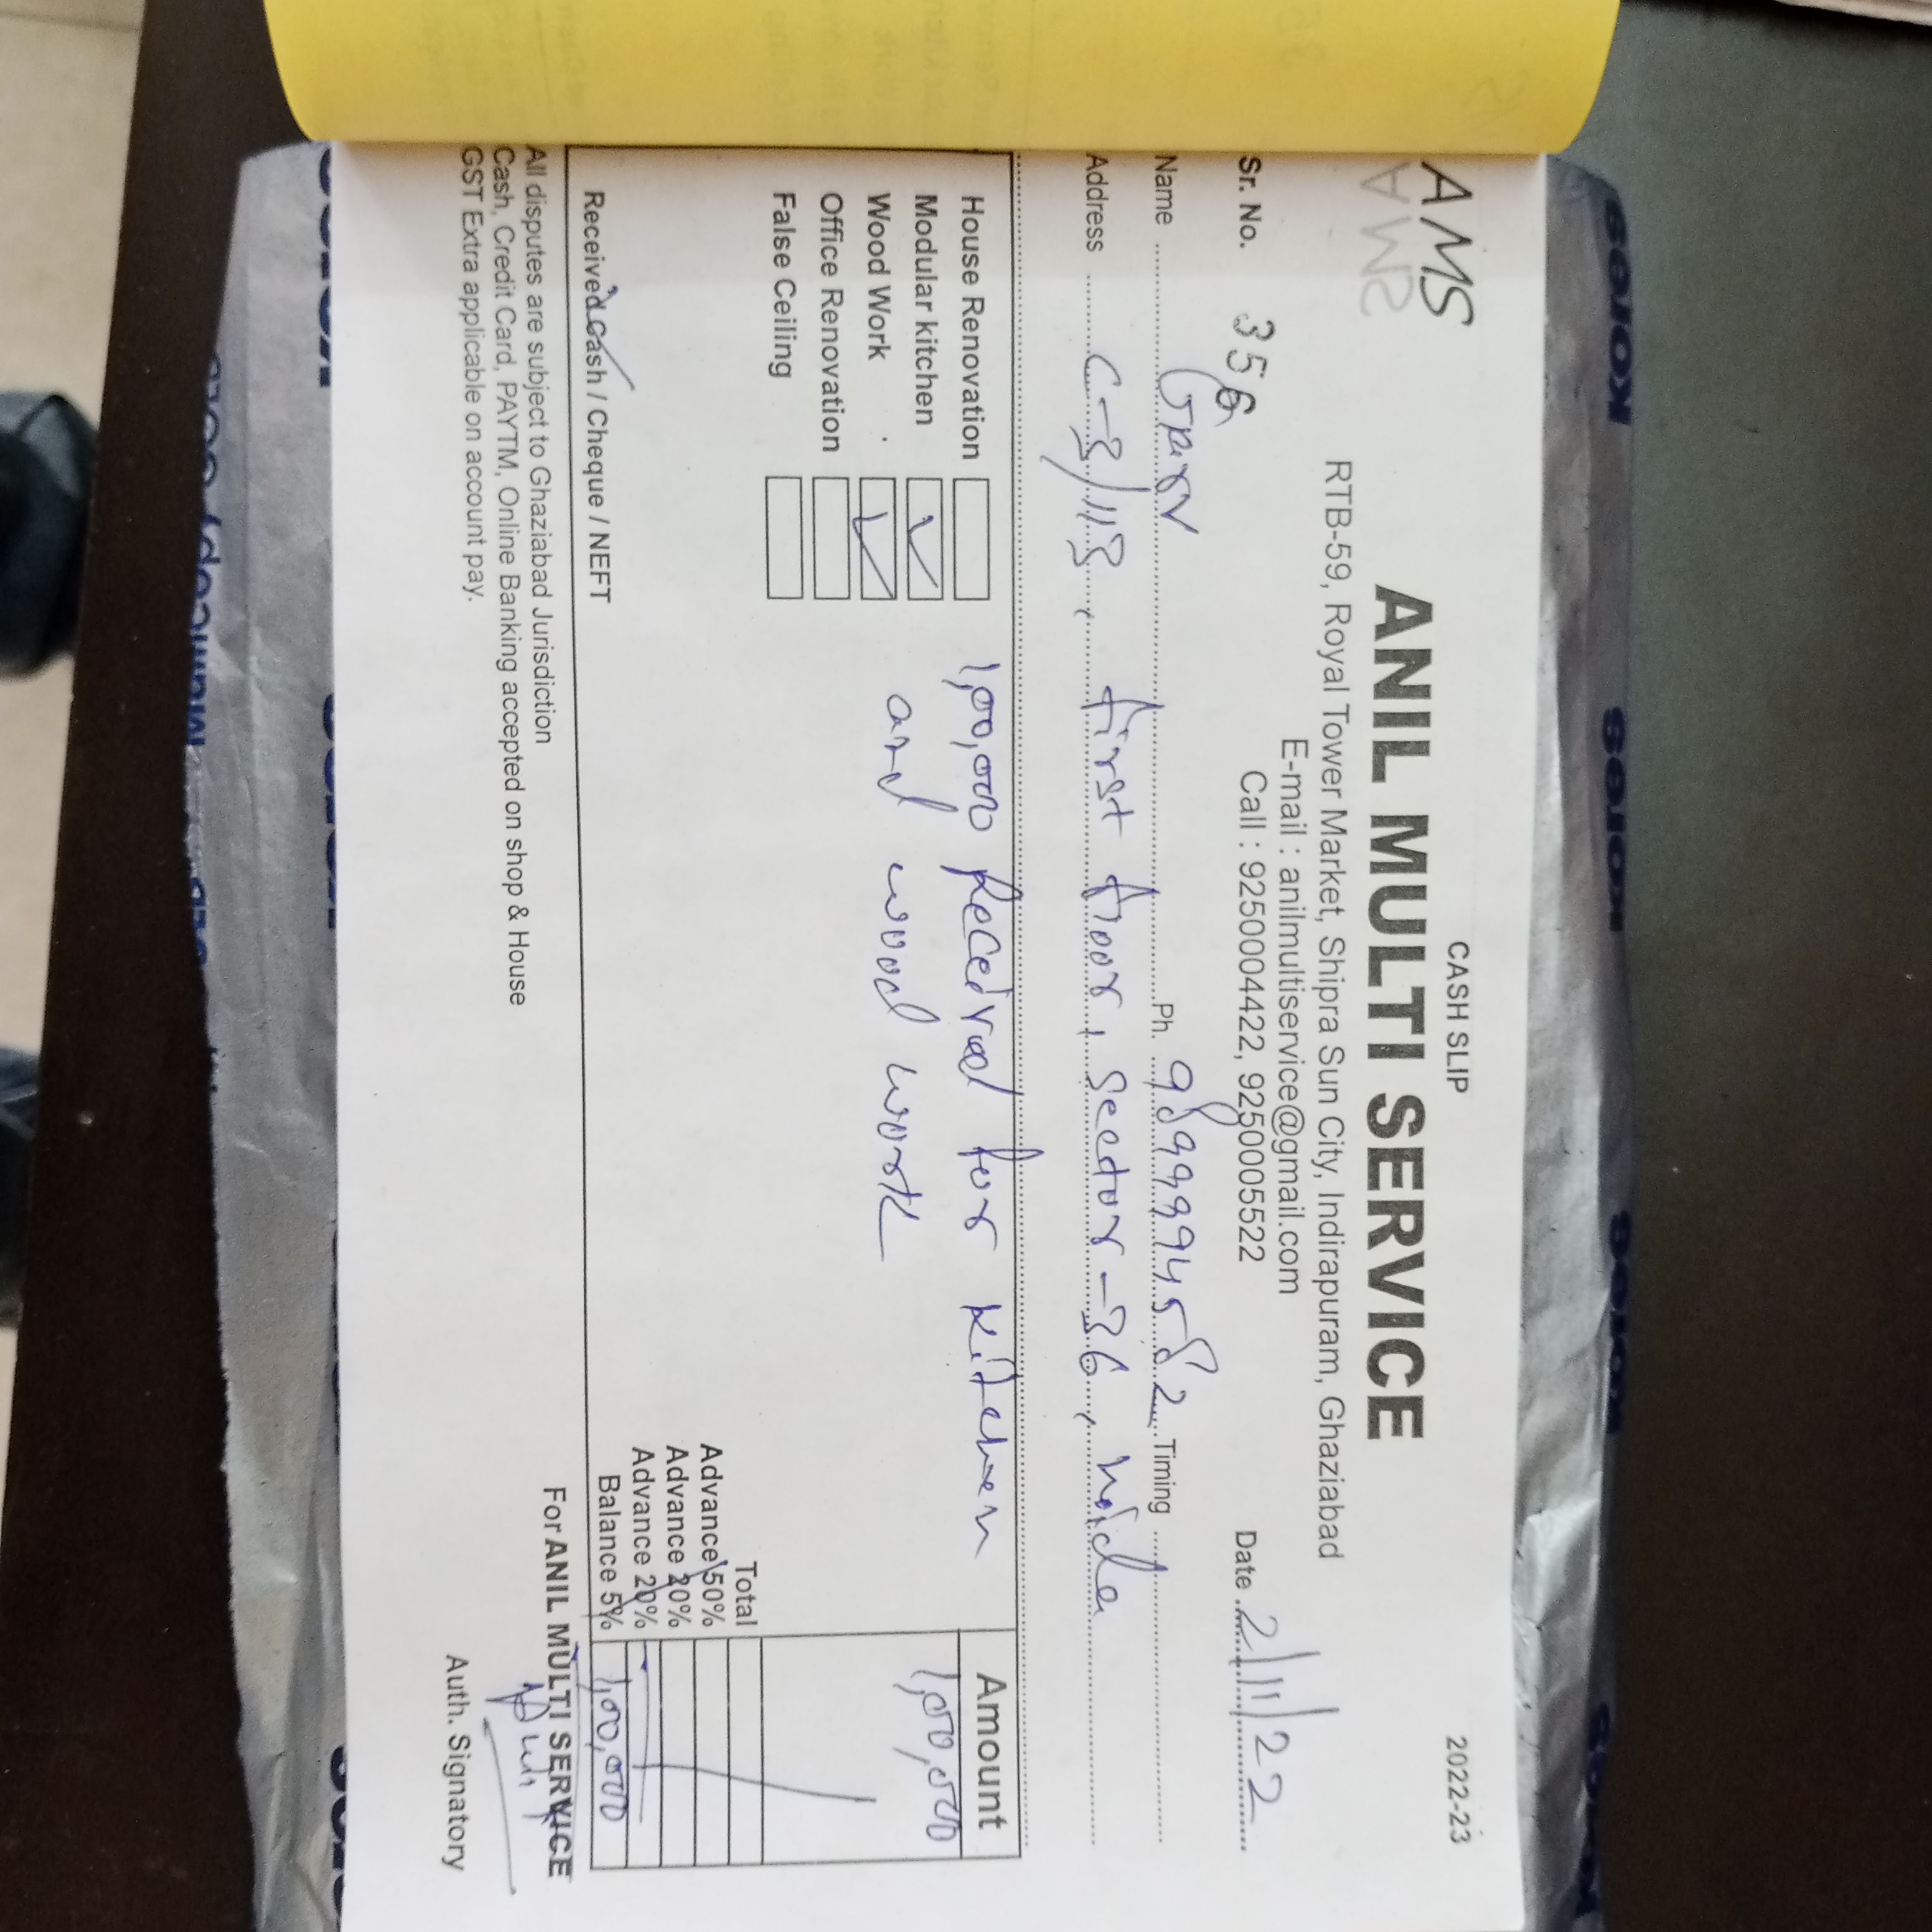 CASH SLIP
2022-23
AMS
ANIL MULTI SERVICE
RTB-59, Royal Tower Market, Shipra Sun City, Indirapuram, Ghaziabad
E-mail : anilmultiservice@gmail.com
Call : 9250004422, 9250005522
Sr. No. 356 Date 2/11/22
Name Ph. 9899994582 Timing
Address C-3/113, first floor, sector-36, noida
House Renovation 1,00,000 Received for kitchen
Modular kitchen
Wood Work and wood work
Office Renovation
False Ceiling
Amount
1,00,000
Total
Advance 50%
Advance 20%
Advance 20%
Balance 5% 1,00,000
Received Cash / Cheque / NEFT
All disputes are subject to Ghaziabad Jurisdiction
Cash, Credit Card, PAYTM, Online Banking accepted on shop & House
GST Extra applicable on account pay.
For ANIL MULTI SERVICE
Auth. Signatory
Kores
Kores
Kores